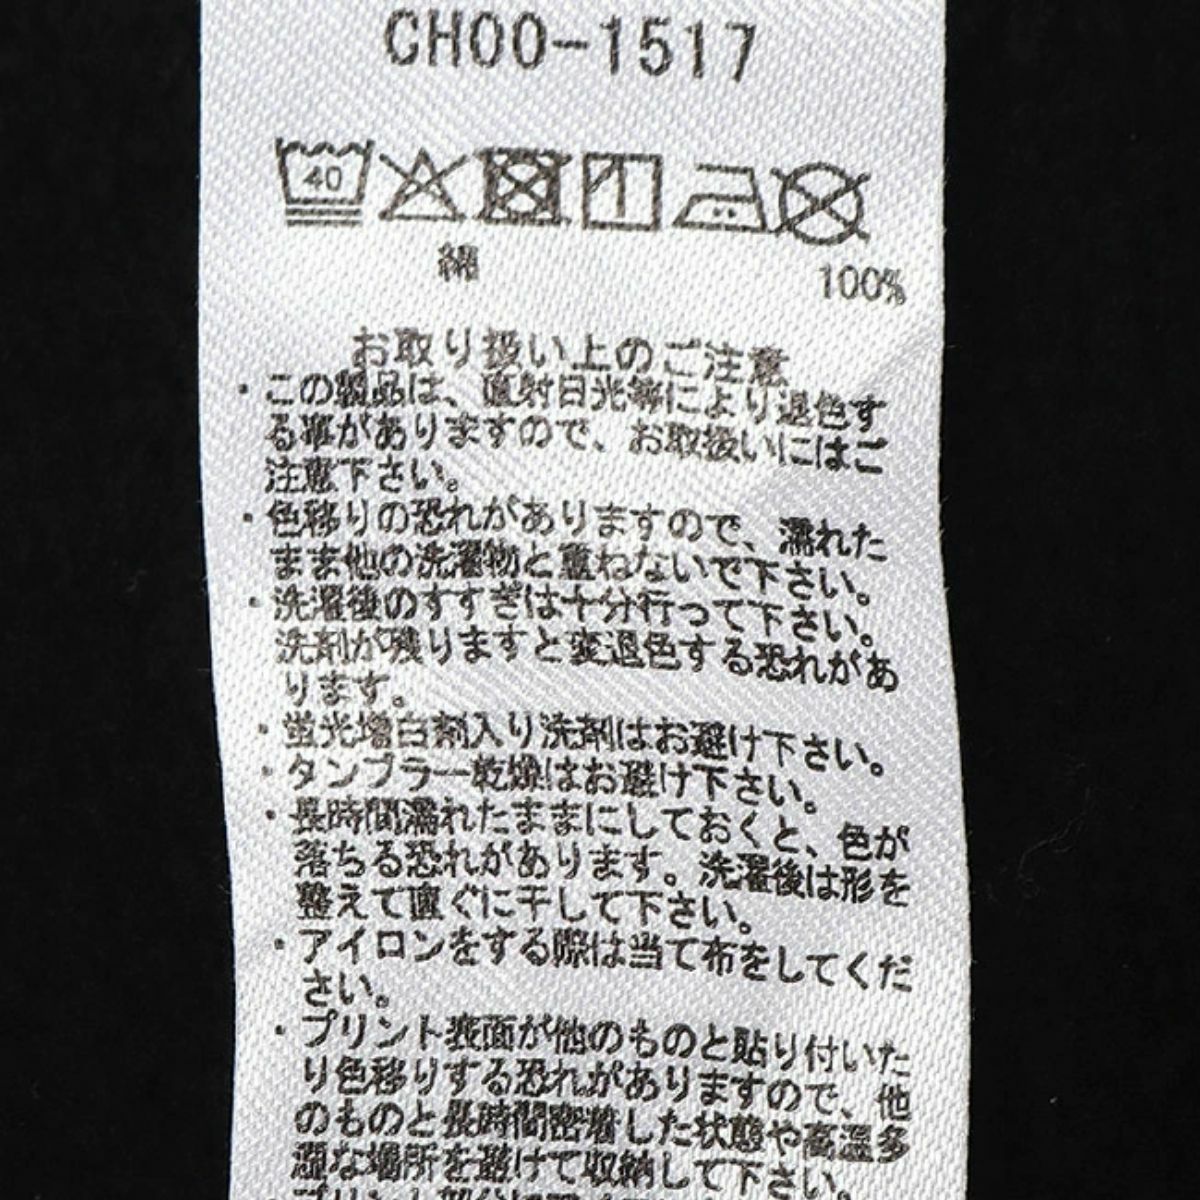 CH00-1517
40
綿 100%
お取り扱い上のご注意
・この製品は、直射日光等により退色す
る事がありますので、お取扱いにはご
注意下さい。
・色移りの恐れがありますので、濡れた
まま他の洗濯物と重ねないで下さい。
・洗濯後のすすぎは十分行って下さい。
洗剤が残りますと変退色する恐れがあ
ります。
・蛍光増白剤入り洗剤はお避け下さい。
・タンブラー乾燥はお避け下さい。
・長時間濡れたままにしておくと、色が
落ちる恐れがあります。洗濯後は形を
整えて直ぐに干して下さい。
・アイロンをする際は当て布をしてくだ
さい。
・プリント表面が他のものと貼り付いた
り色移りする恐れがありますので、他
のものと長時間密着した状態や高温多
湿な場所を避けて収納して下さい。
・プリント部分に